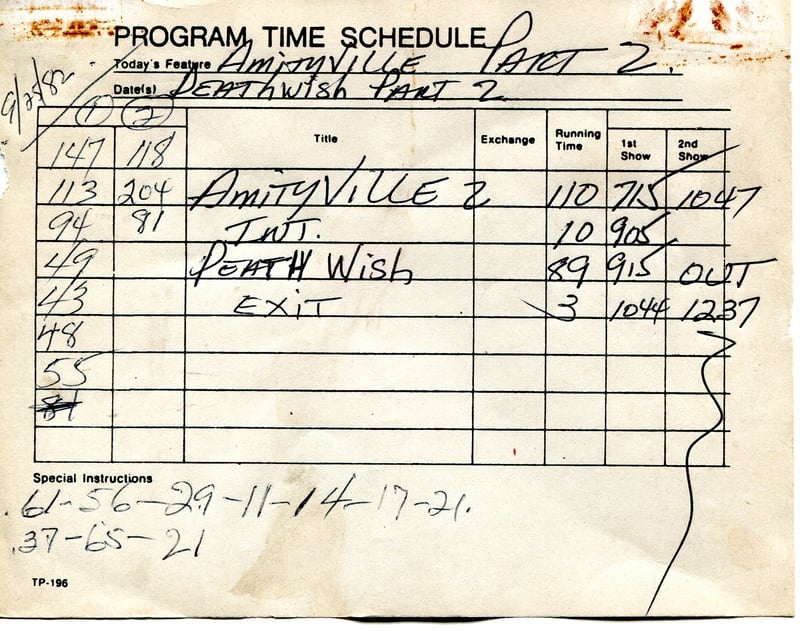 PROGRAM TIME SCHEDULE
Today's Feature AMITYVILLE PART 2.
Date(s) DEATHWISH PART 2
9/25/82
1 2
Title Exchange Running Time 1st Show 2nd Show
147 118
113 204 AMITYVILLE 2 110 715 1047
94 81 INT. 10 905
49 DEATH WISH 89 915 OUT
43 EXIT 3 1044 1237
48
55
81
Special Instructions
.61-56-29-11-14-17-21.
.37-65-21
TP-196